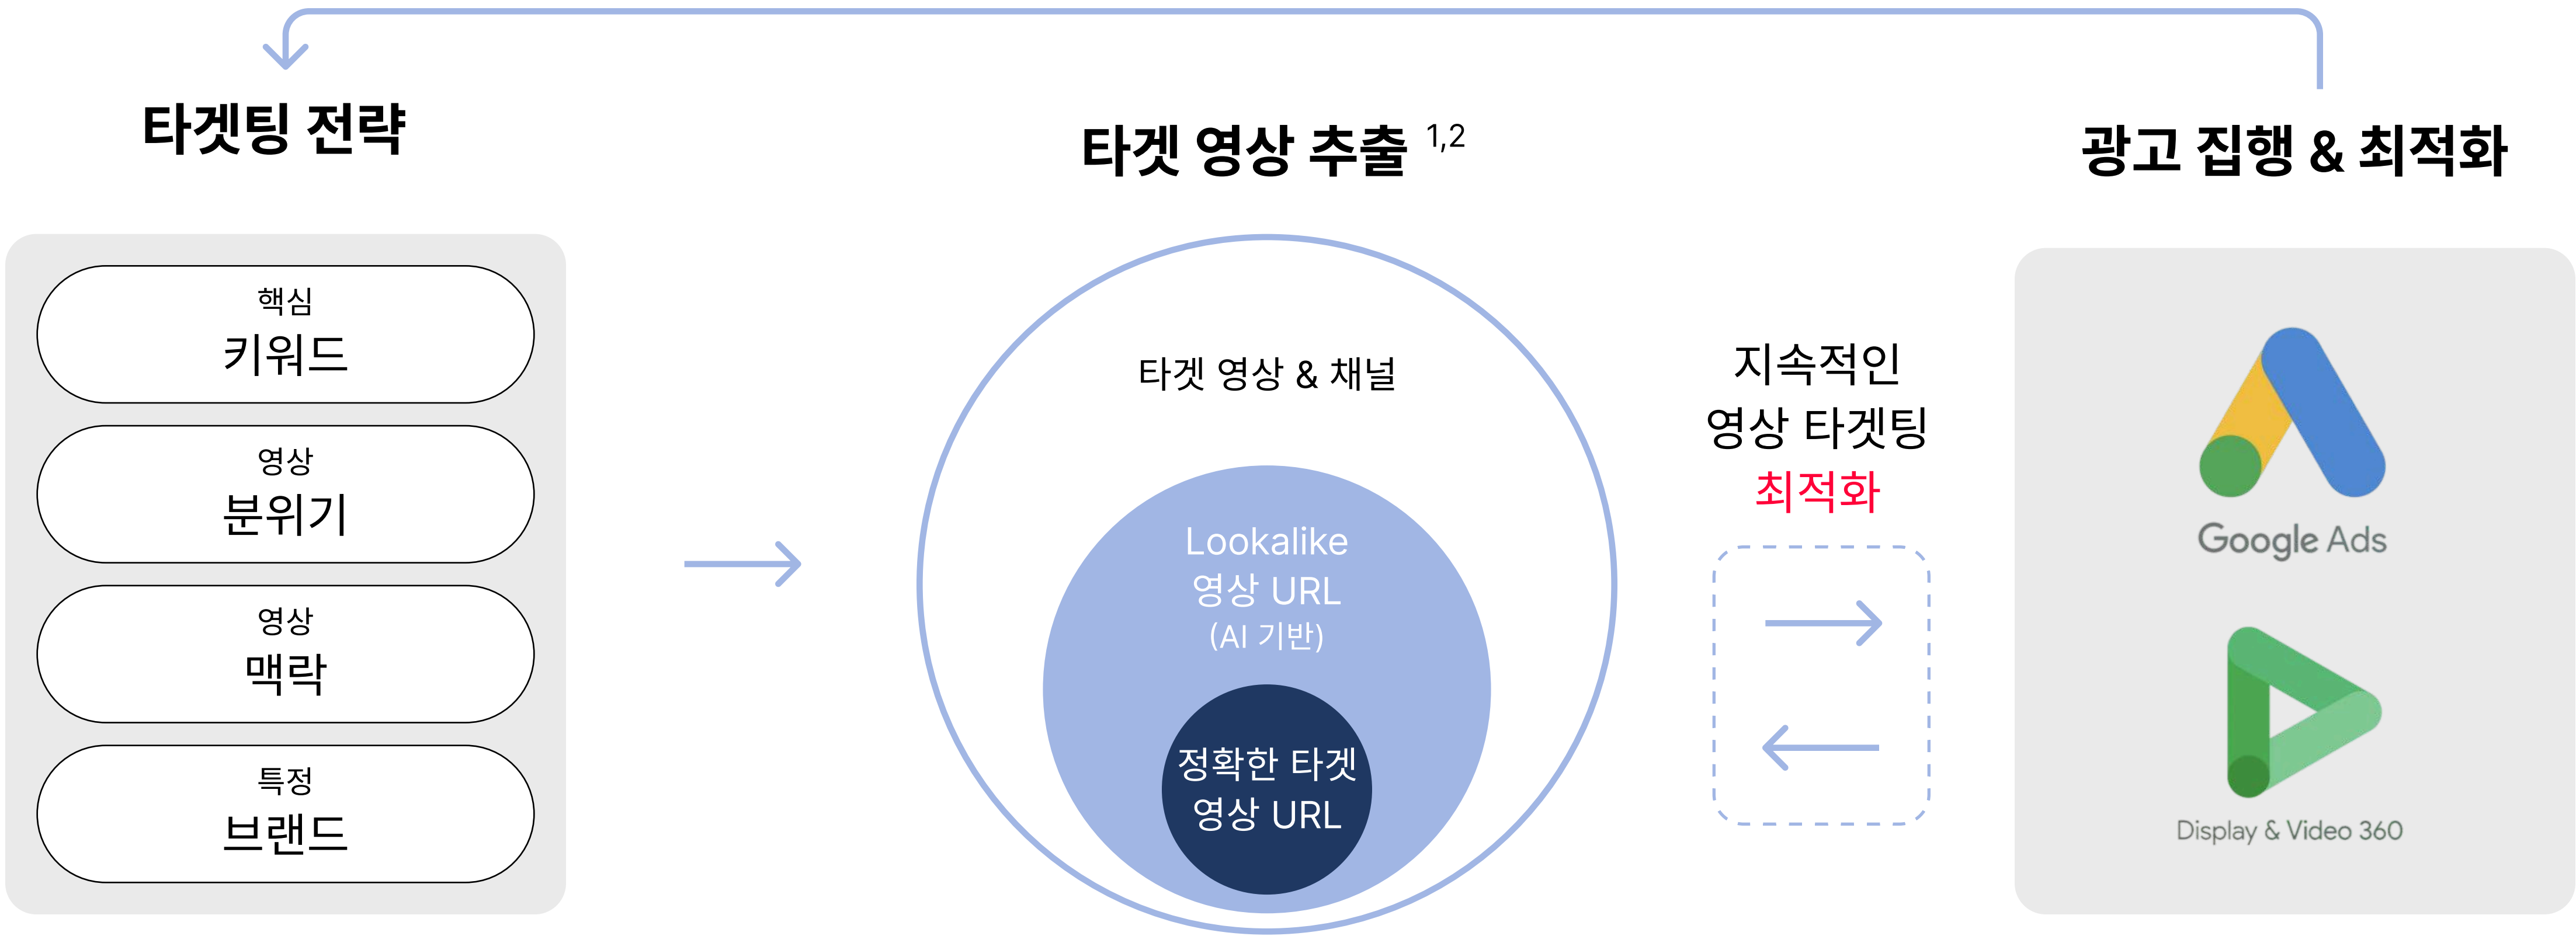 타겟팅 전략
핵심
키워드
영상
분위기
영상
맥락
특정
브랜드
타겟 영상 추출 1,2
타겟 영상 & 채널
Lookalike
영상 URL
(AI 기반)
정확한 타겟
영상 URL
지속적인
영상 타겟팅
최적화
광고 집행 & 최적화
Google Ads
Display & Video 360